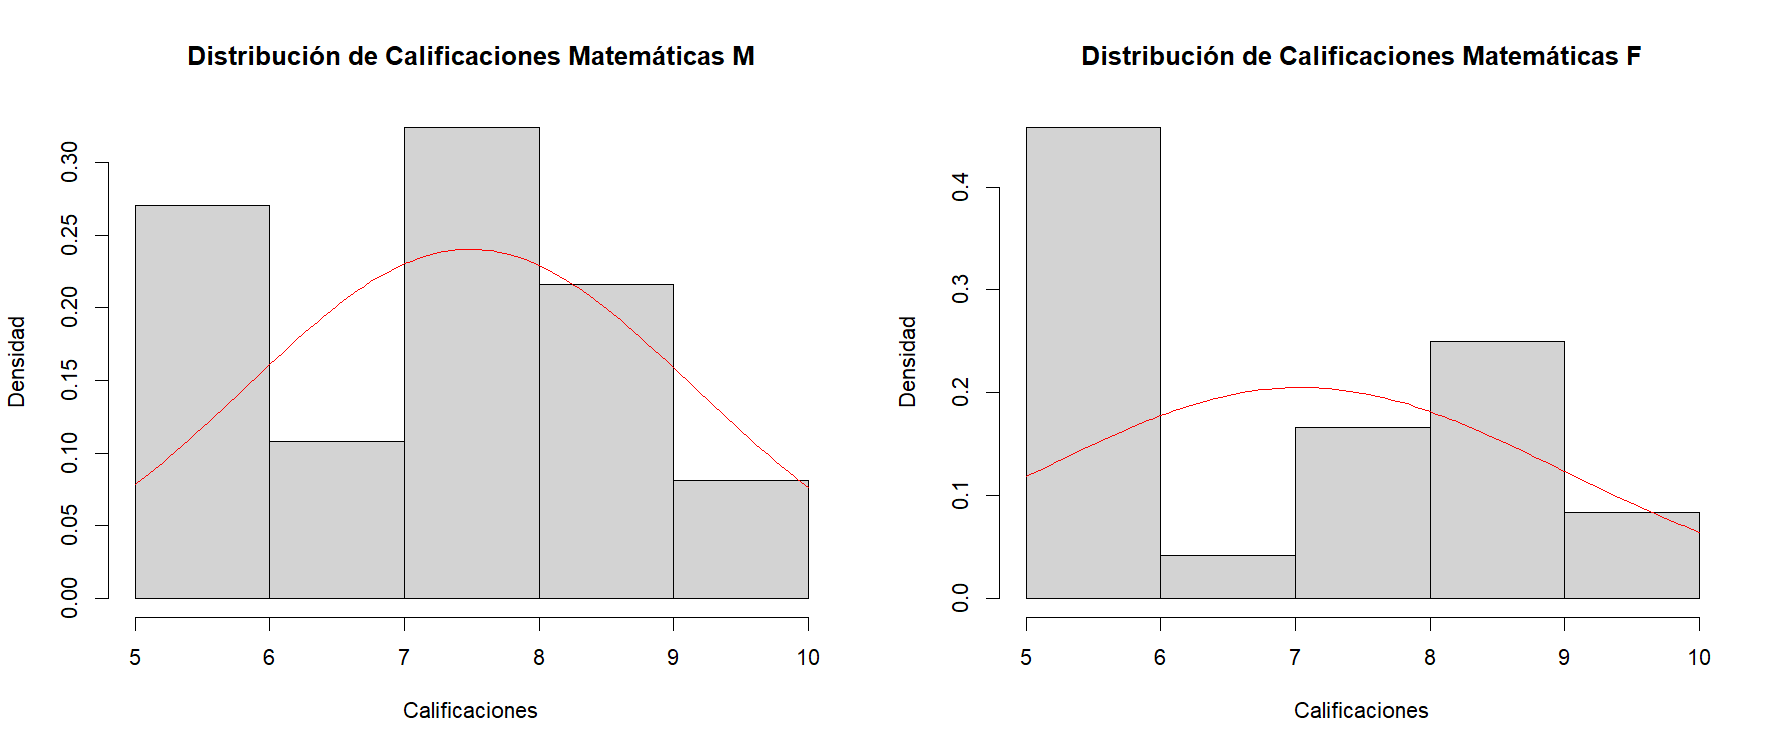 Distribución de Calificaciones Matemáticas M
Densidad
0.30
0.25
0.20
0.15
0.10
0.05
0.00
5 6 7 8 9 10
Calificaciones
Distribución de Calificaciones Matemáticas F
Densidad
0.4
0.3
0.2
0.1
0.0
5 6 7 8 9 10
Calificaciones